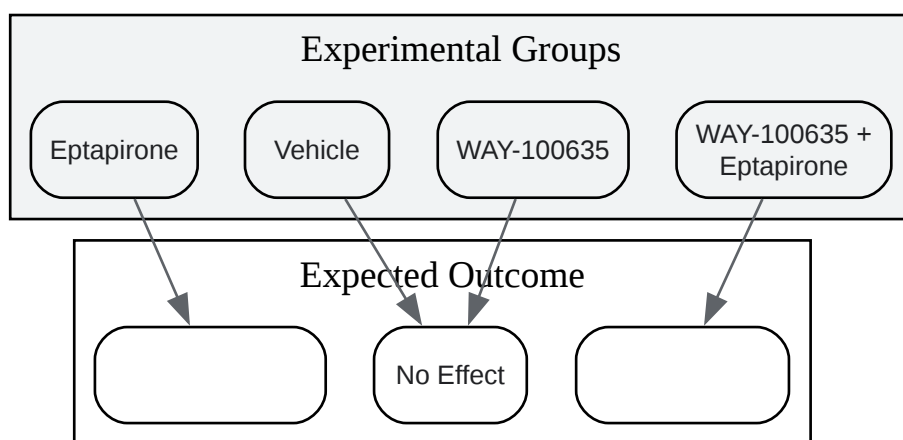 Experimental Groups
Eptapirone
Vehicle
WAY-100635
WAY-100635 +
Eptapirone
Expected Outcome
No Effect